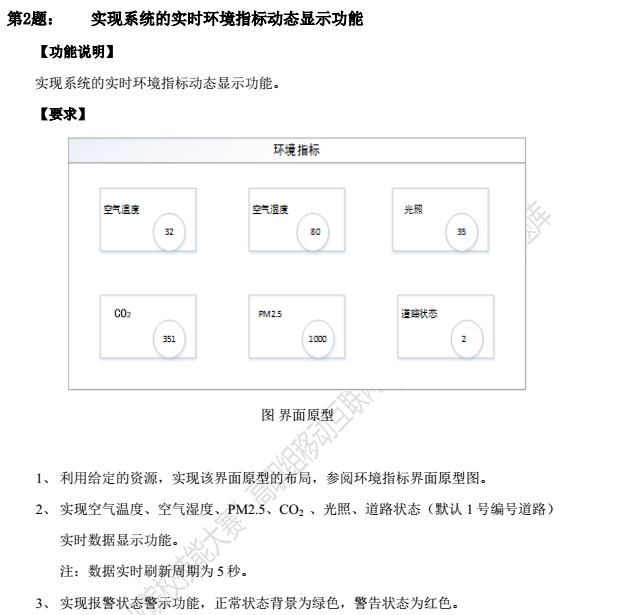 第2题： 实现系统的实时环境指标动态显示功能
【功能说明】
实现系统的实时环境指标动态显示功能。
【要求】
环境指标
空气温度
32
空气湿度
80
光照
35
CO₂
351
PM2.5
1000
道路状态
2
图 界面原型
1、 利用给定的资源，实现该界面原型的布局，参阅环境指标界面原型图。
2、 实现空气温度、空气湿度、PM2.5、CO₂ 、光照、道路状态（默认 1 号编号道路）
实时数据显示功能。
注：数据实时刷新周期为 5 秒。
3、 实现报警状态警示功能，正常状态背景为绿色，警告状态为红色。